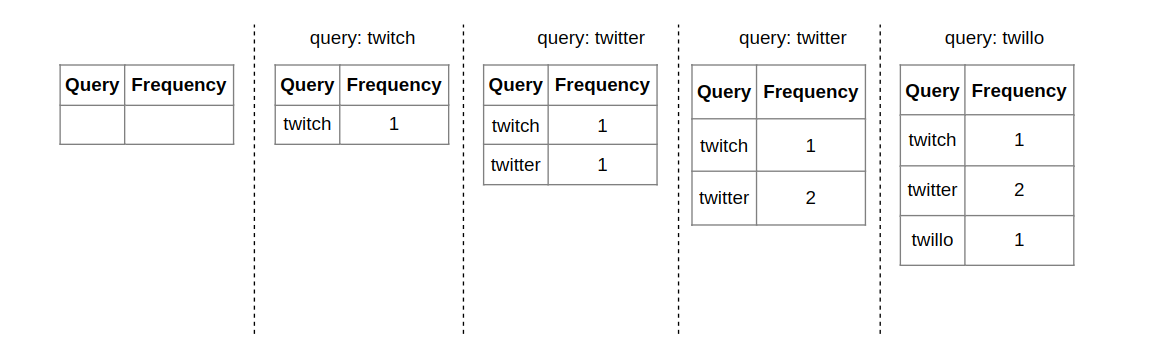 Query Frequency
query: twitch
Query Frequency
twitch 1
query: twitter
Query Frequency
twitch 1
twitter 1
query: twitter
Query Frequency
twitch 1
twitter 2
query: twillo
Query Frequency
twitch 1
twitter 2
twillo 1